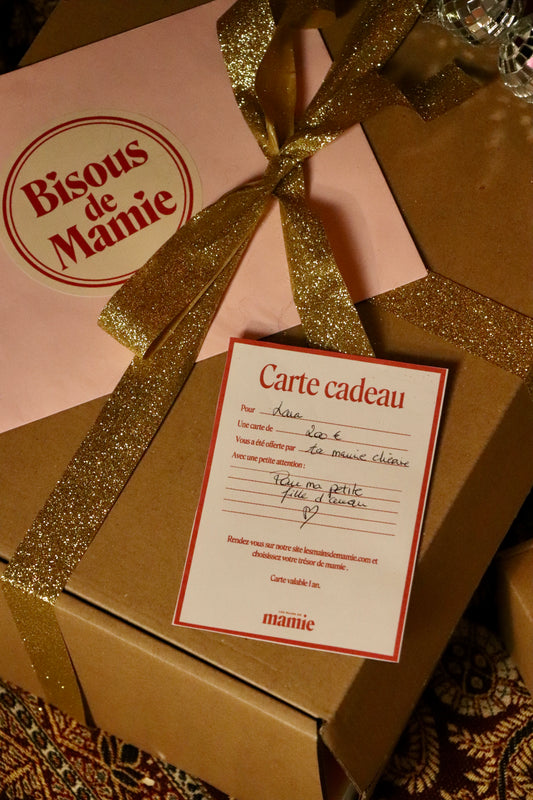 Bisous
de
Mamie
Carte cadeau
Pour
Une carte de 200 €
Vous a été offerte par ta mamie chérie
Avec une petite attention :
Pour ma petite
fille d'amour
Rendez vous sur notre site lesmainsdemamie.com et
choisissez votre trésor de mamie .
Carte valable 1 an.
mamie